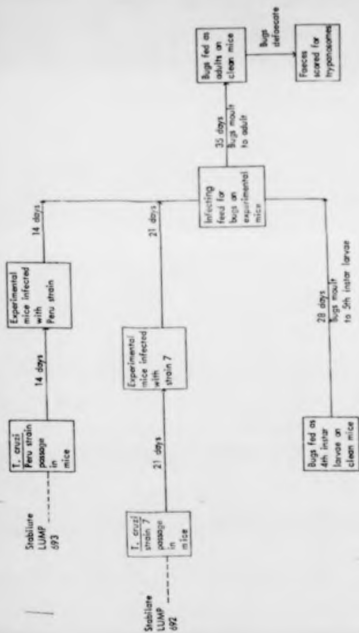 Stabilate
LUMP
693
T. cruzi
Peru strain
passage
in
mice
14 days
Experimental
mice infected
with
Peru strain
14 days
Stabilate
LUMP
692
T. cruzi
strain 7
passage
in
mice
21 days
Experimental
mice infected
with
strain 7
21 days
Bugs fed as
4th instar
larvae on
clean mice
28 days
Bugs moult
to 5th instar larvae
Infecting
feed for
bugs on
experimental
mice
35 days
Bugs moult
to adult
Bugs fed as
adults on
clean mice
Bugs
defaecate
Faeces
scored for
trypanosomes